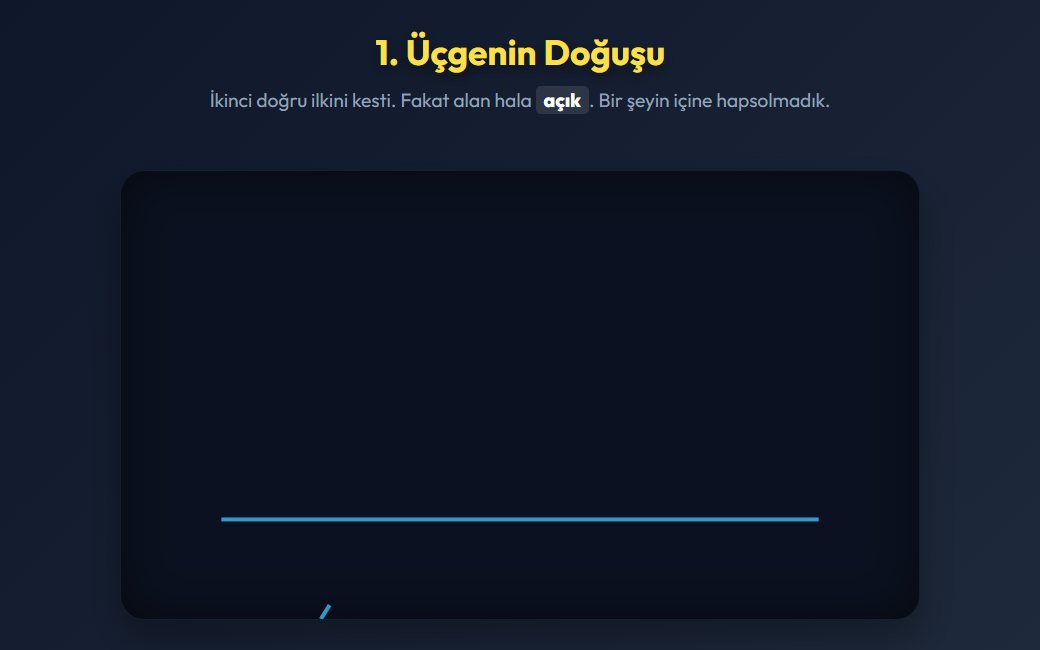 1. Üçgenin Doğuşu
İkinci doğru ilkini kesti. Fakat alan hala açık. Bir şeyin içine hapsolmadık.